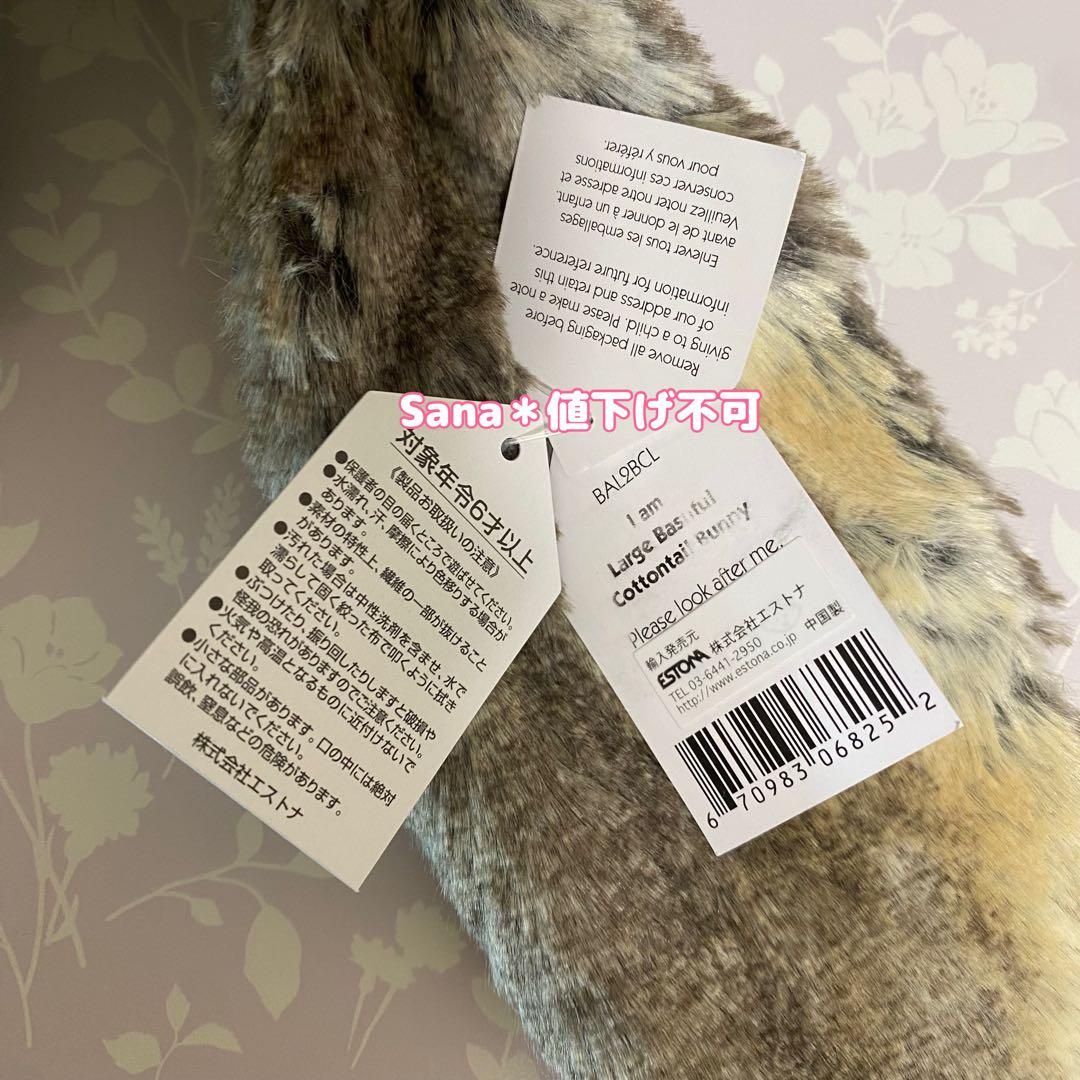 Remove all packaging before
giving to a child. Please make a note
of our address and retain this
information for future reference.
Enlever tous les emballages
avant de le donner à un enfant.
Veuillez noter notre adresse et
conserver ces informations
pour vous y référer.
Sana＊値下げ不可
対象年令6才以上
《製品お取扱いの注意》
●保護者の目の届くところで遊ばせてください。
●水濡れ、汗、摩擦により色移りする場合が
あります。
●素材の特性上、繊維の一部が抜けること
があります。
●汚れた場合は中性洗剤を含ませ、水で
濡らして固く絞った布で叩くように拭き
取ってください。
●ぶつけたり、振り回したりしますと破損や
怪我の恐れがありますのでご注意ください。
●火気や高温となるものに近付けないで
ください。
●小さな部品があります。口の中には絶対
に入れないでください。
誤飲、窒息などの危険があります。
株式会社エストナ
BAL2BCL
I am
Large Bashful
Cottontail Bunny
Please look after me.
輸入発売元
ESTONA 株式会社エストナ
TEL 03-6441-2950
http://www.estona.co.jp 中国製
6 70983 06825 2